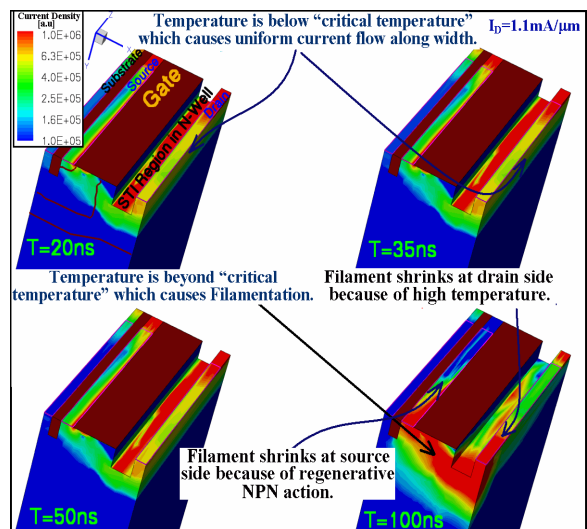 Current Density
[a.u]
1.0E+06
6.4E+05
4.2E+05
2.7E+05
1.6E+05
1.0E+05
Z
X
Y
Temperature is below “critical temperature”
which causes uniform current flow along width.
I_D=1.1mA/μm
Substrate
Source
Gate
STI Region in N-Well
Drain
T=20ns
T=35ns
Temperature is beyond “critical
temperature” which causes Filamentation.
Filament shrinks at drain side
because of high temperature.
Filament shrinks at source
side because of regenerative
NPN action.
T=50ns
T=100ns